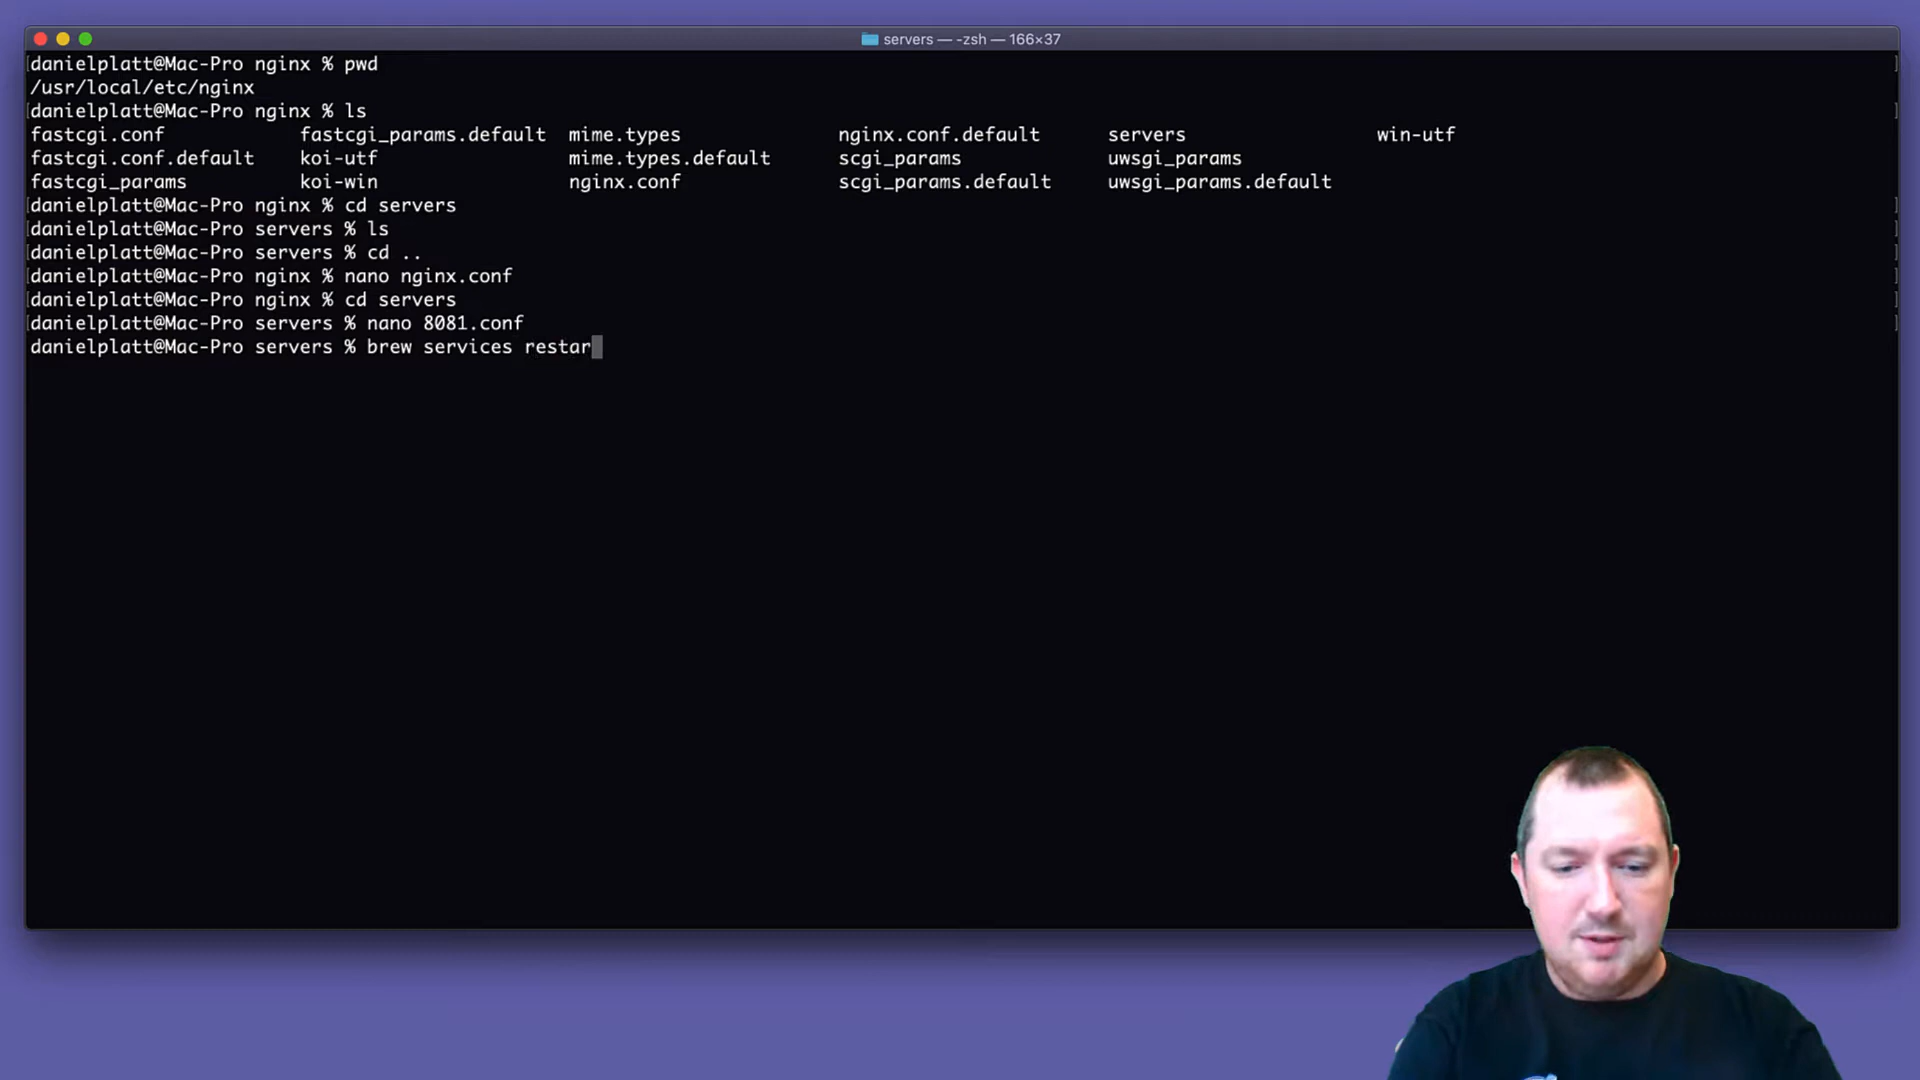 servers — -zsh — 166×37
[danielplatt@Mac-Pro nginx % pwd ]
/usr/local/etc/nginx
[danielplatt@Mac-Pro nginx % ls ]
fastcgi.conf fastcgi_params.default mime.types nginx.conf.default servers win-utf
fastcgi.conf.default koi-utf mime.types.default scgi_params uwsgi_params
fastcgi_params koi-win nginx.conf scgi_params.default uwsgi_params.default
[danielplatt@Mac-Pro nginx % cd servers ]
[danielplatt@Mac-Pro servers % ls ]
[danielplatt@Mac-Pro servers % cd .. ]
[danielplatt@Mac-Pro nginx % nano nginx.conf ]
[danielplatt@Mac-Pro nginx % cd servers ]
[danielplatt@Mac-Pro servers % nano 8081.conf ]
danielplatt@Mac-Pro servers % brew services restar